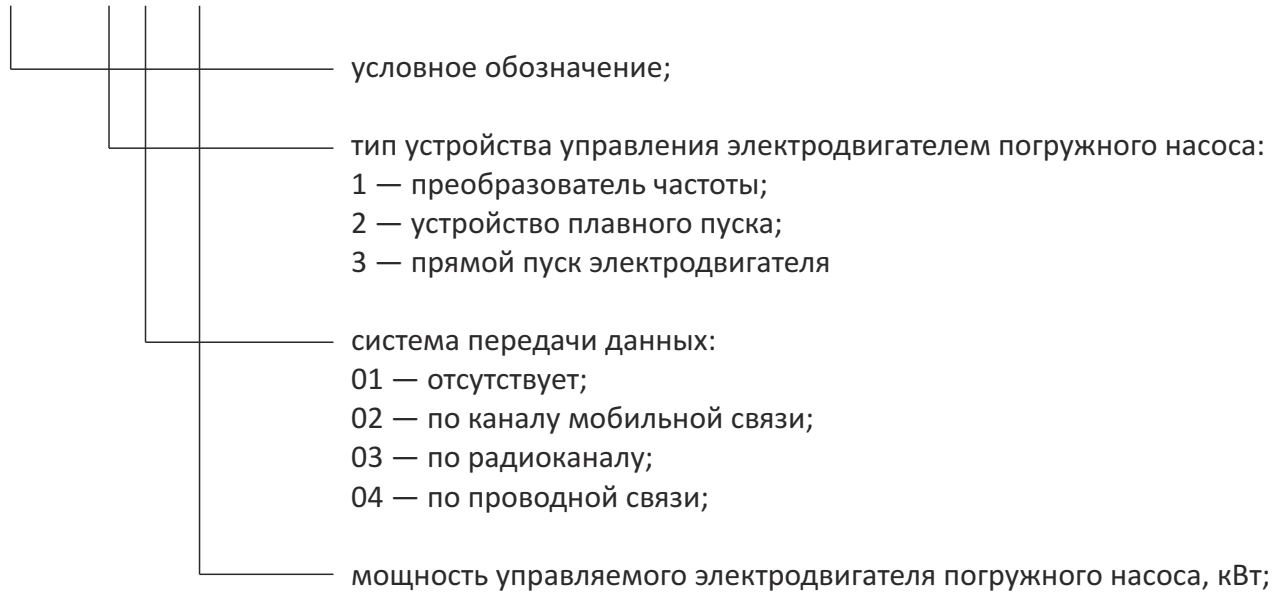 условное обозначение;
тип устройства управления электродвигателем погружного насоса:
1 — преобразователь частоты;
2 — устройство плавного пуска;
3 — прямой пуск электродвигателя
система передачи данных:
01 — отсутствует;
02 — по каналу мобильной связи;
03 — по радиоканалу;
04 — по проводной связи;
мощность управляемого электродвигателя погружного насоса, кВт;